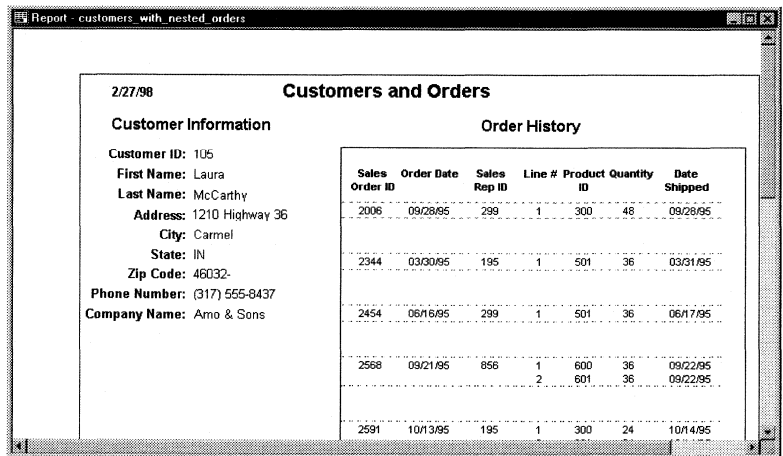 Report - customers_with_nested_orders
2/27/98 Customers and Orders
Customer Information
Customer ID: 105
First Name: Laura
Last Name: McCarthy
Address: 1210 Highway 36
City: Carmel
State: IN
Zip Code: 46032-
Phone Number: (317) 555-8437
Company Name: Amo & Sons
Order History
Sales Order ID Order Date Sales Rep ID Line # Product ID Quantity Date Shipped
2006 09/28/95 299 1 300 48 09/28/95
2344 03/30/95 195 1 501 36 03/31/95
2454 06/16/95 299 1 501 36 06/17/95
2568 09/21/95 856 1 600 36 09/22/95
2 601 36 09/22/95
2591 10/13/95 195 1 300 24 10/14/95